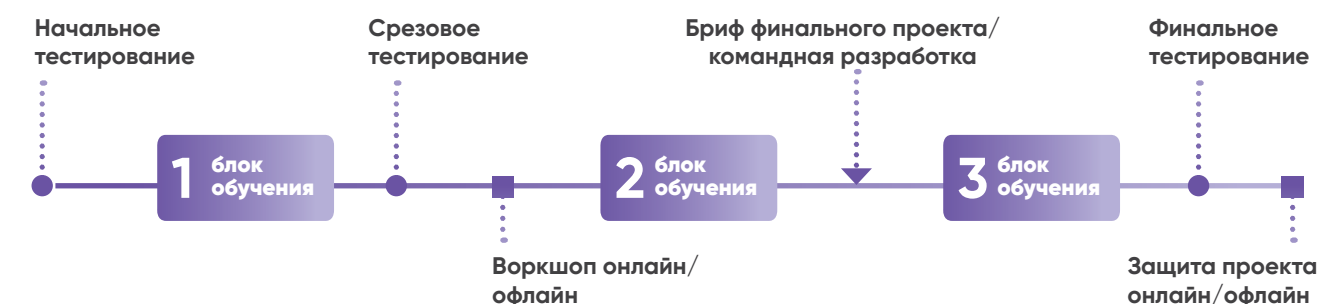 Начальное
тестирование
Срезовое
тестирование
Бриф финального проекта/
командная разработка
Финальное
тестирование
1 блок
обучения
2 блок
обучения
3 блок
обучения
Воркшоп онлайн/
офлайн
Защита проекта
онлайн/офлайн